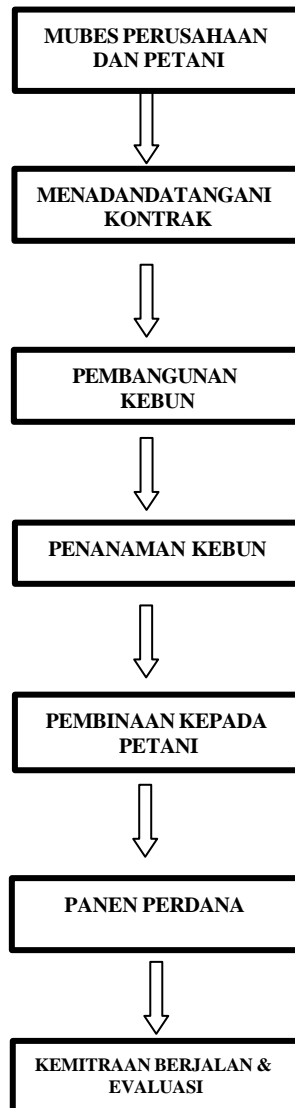 MUBES PERUSAHAAN
DAN PETANI
MENADANDATANGANI
KONTRAK
PEMBANGUNAN
KEBUN
PENANAMAN KEBUN
PEMBINAAN KEPADA
PETANI
PANEN PERDANA
KEMITRAAN BERJALAN &
EVALUASI